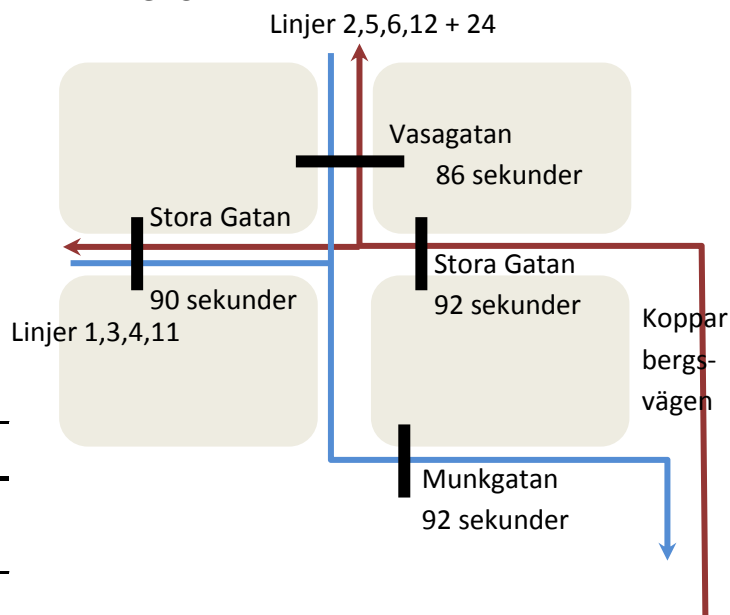 Linjer 2,5,6,12 + 24
Vasagatan
86 sekunder
Stora Gatan
90 sekunder
Linjer 1,3,4,11
Stora Gatan
92 sekunder
Koppar
bergs-
vägen
Munkgatan
92 sekunder